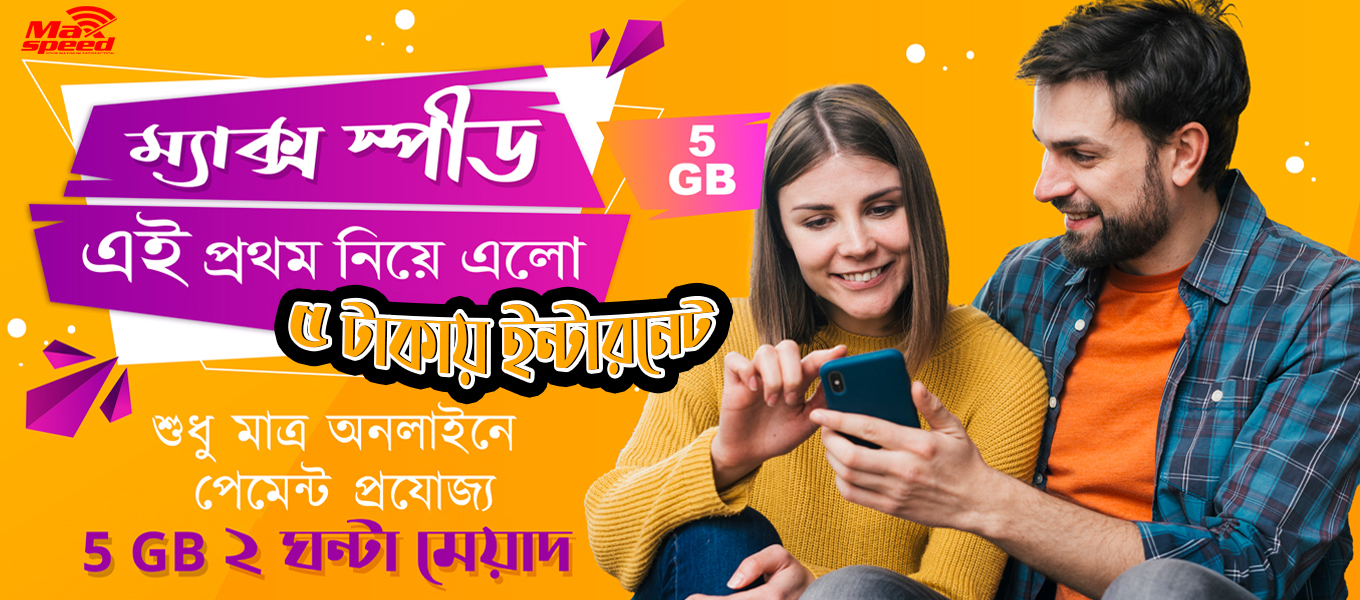 Max
speed
ম্যাক্স স্পীড
5
GB
এই প্রথম নিয়ে এলো
৫ টাকায় ইন্টারনেট
শুধু মাত্র অনলাইনে
পেমেন্ট প্রযোজ্য
5 GB ২ ঘন্টা মেয়াদ